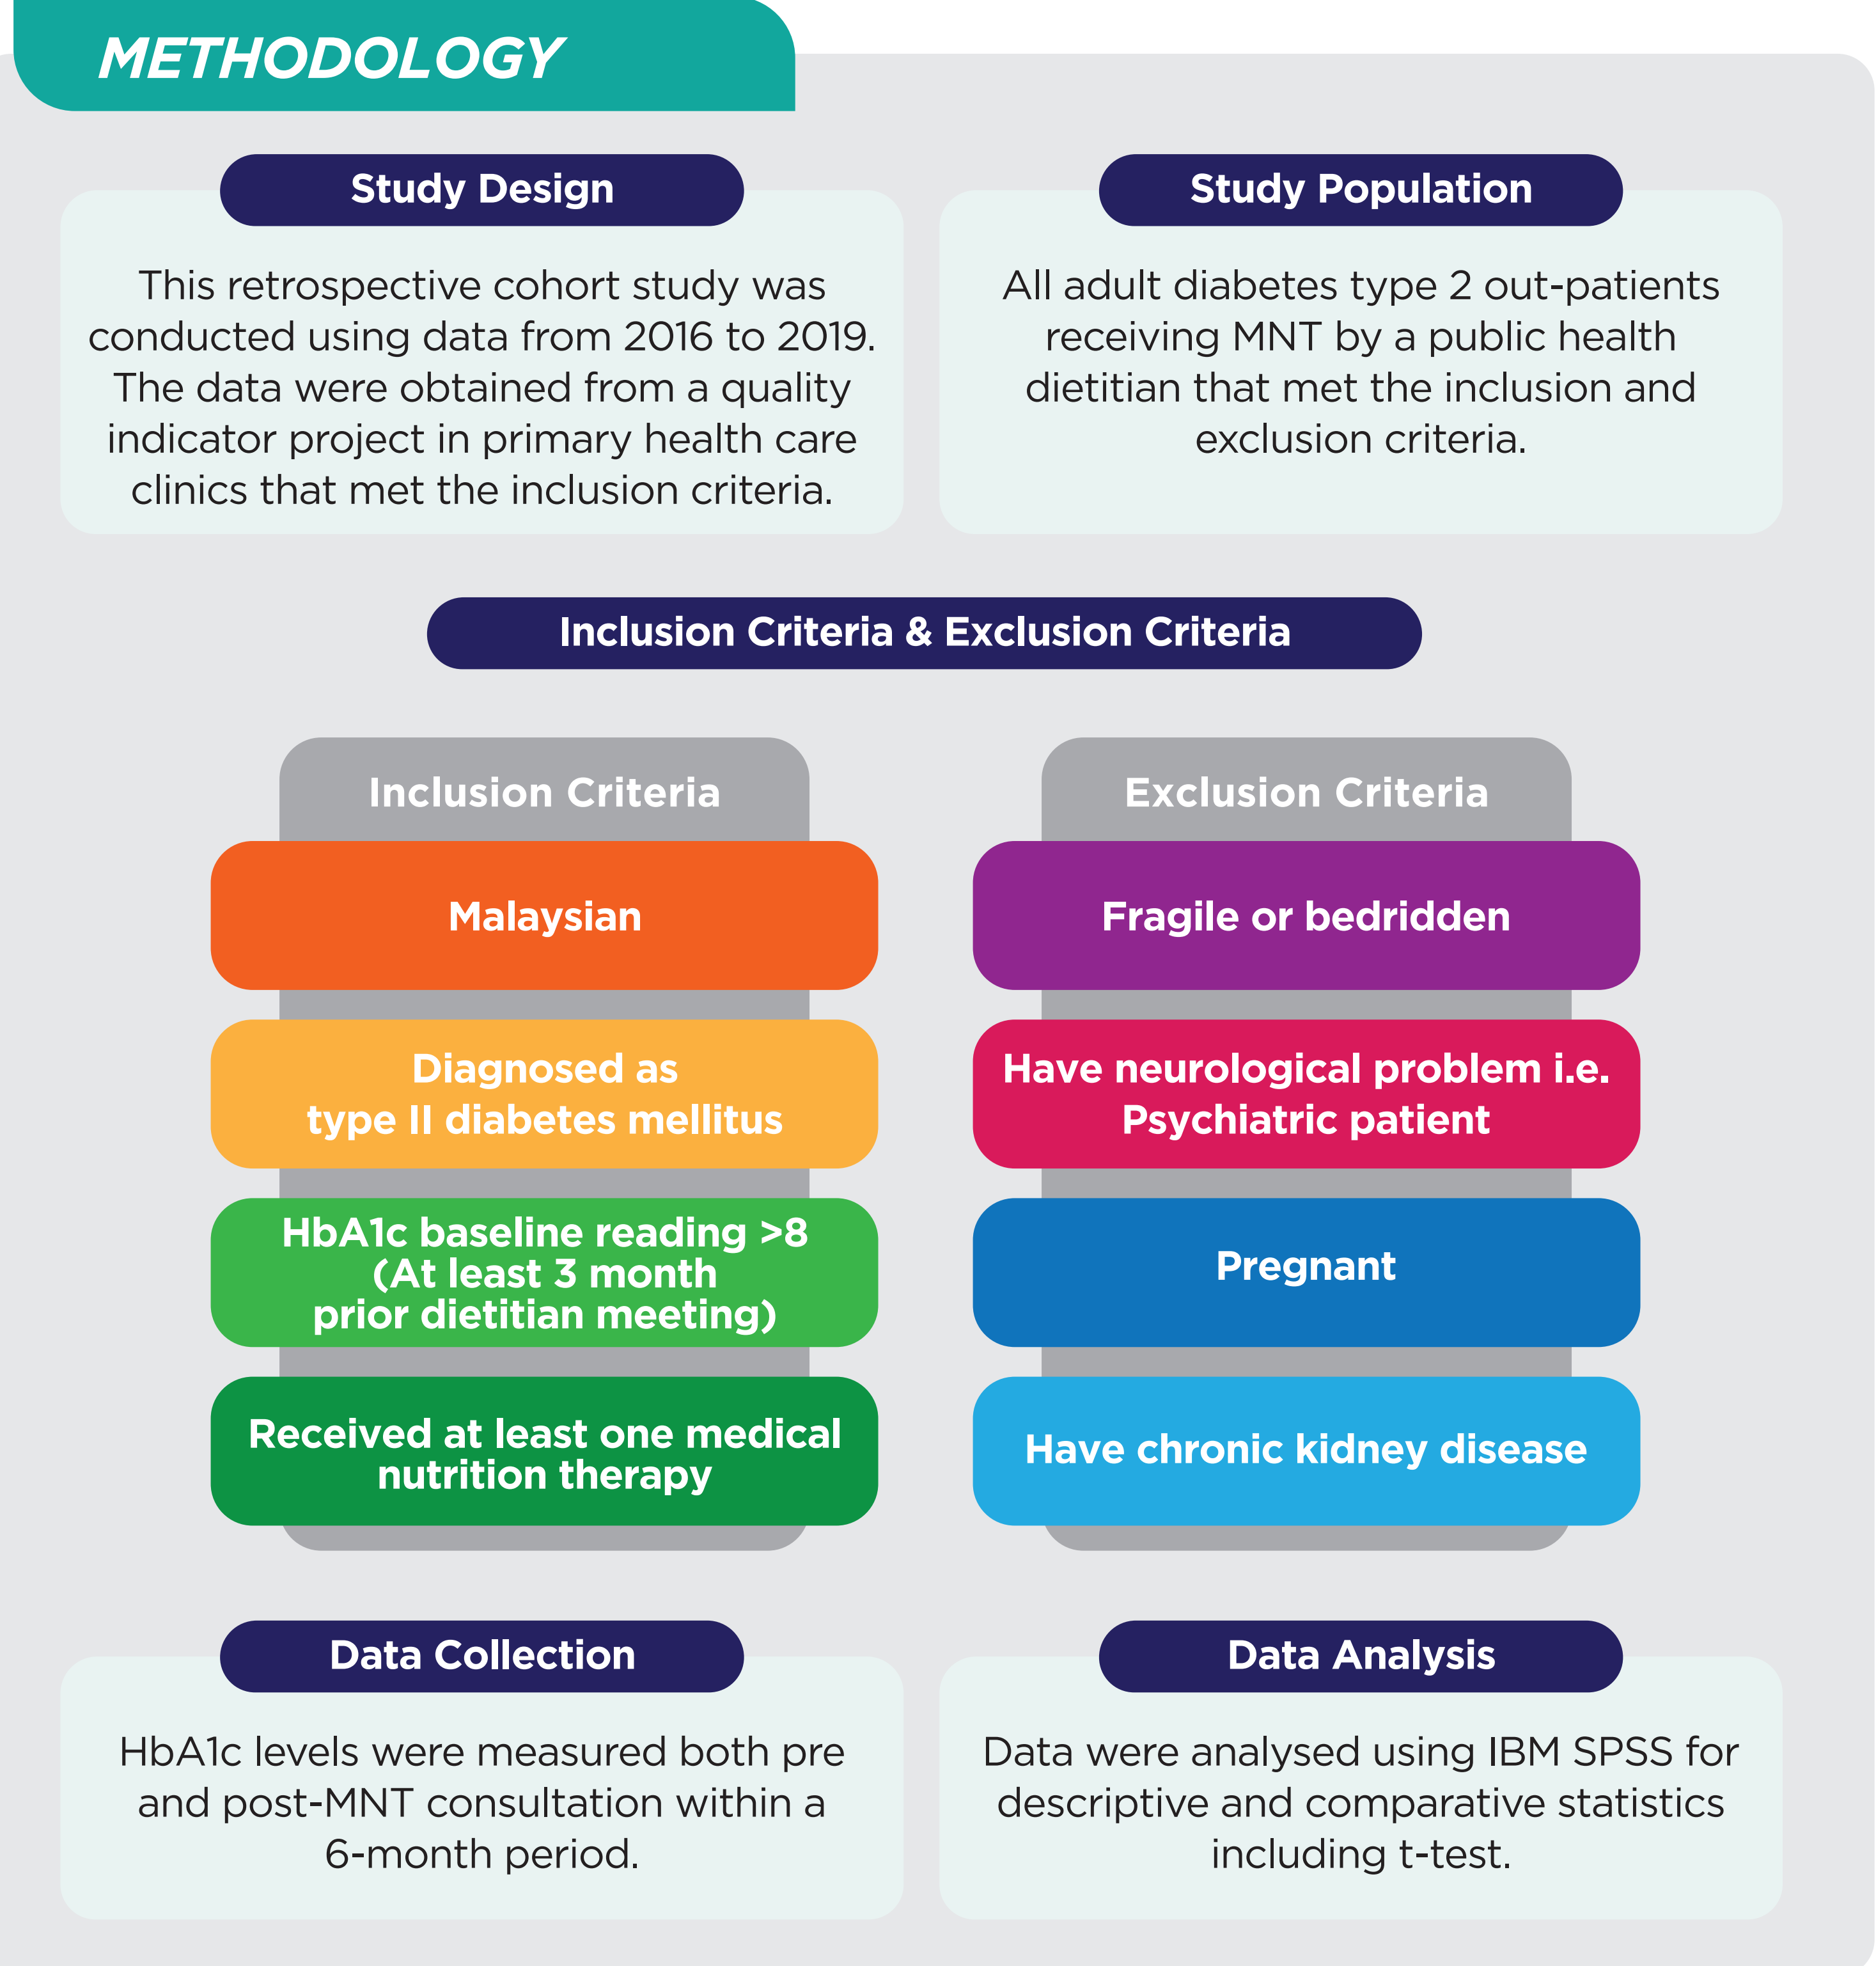 METHODOLOGY
Study Design
This retrospective cohort study was
conducted using data from 2016 to 2019.
The data were obtained from a quality
indicator project in primary health care
clinics that met the inclusion criteria.
Study Population
All adult diabetes type 2 out-patients
receiving MNT by a public health
dietitian that met the inclusion and
exclusion criteria.
Inclusion Criteria & Exclusion Criteria
Inclusion Criteria
Malaysian
Diagnosed as
type II diabetes mellitus
HbA1c baseline reading >8
(At least 3 month
prior dietitian meeting)
Received at least one medical
nutrition therapy
Exclusion Criteria
Fragile or bedridden
Have neurological problem i.e.
Psychiatric patient
Pregnant
Have chronic kidney disease
Data Collection
HbA1c levels were measured both pre
and post-MNT consultation within a
6-month period.
Data Analysis
Data were analysed using IBM SPSS for
descriptive and comparative statistics
including t-test.